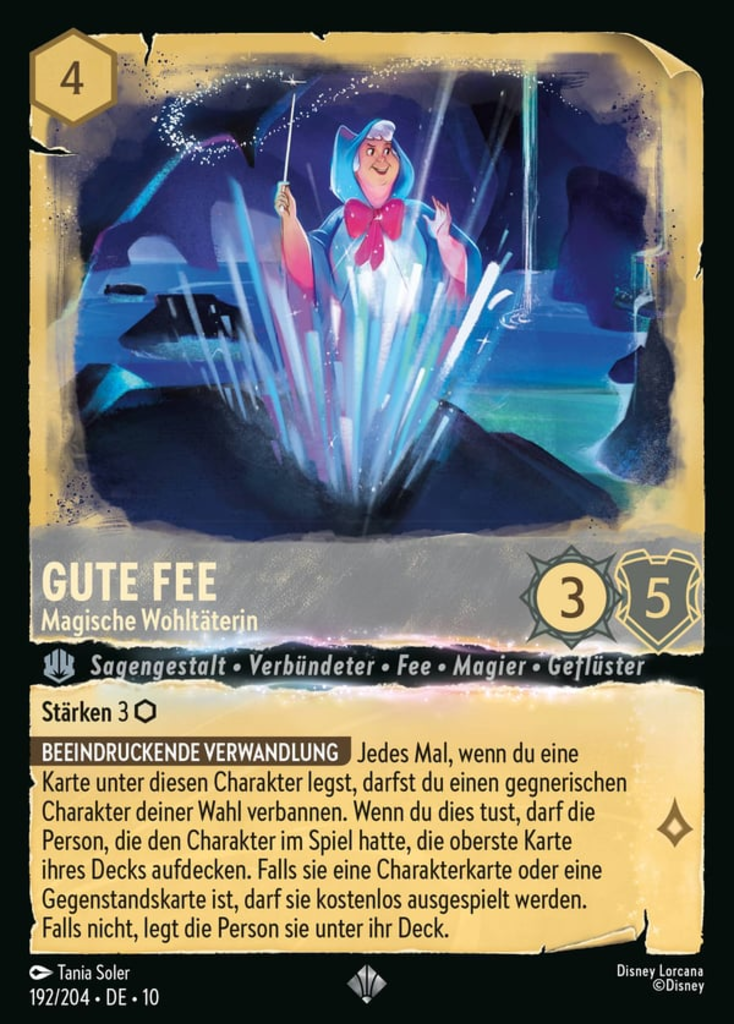 4
GUTE FEE
Magische Wohltäterin
3
5
Sagengestalt • Verbündeter • Fee • Magier • Geflüster
Stärken 3
BEEINDRUCKENDE VERWANDLUNG Jedes Mal, wenn du eine
Karte unter diesen Charakter legst, darfst du einen gegnerischen
Charakter deiner Wahl verbannen. Wenn du dies tust, darf die
Person, die den Charakter im Spiel hatte, die oberste Karte
ihres Decks aufdecken. Falls sie eine Charakterkarte oder eine
Gegenstandskarte ist, darf sie kostenlos ausgespielt werden.
Falls nicht, legt die Person sie unter ihr Deck.
Tania Soler
192/204 • DE • 10
Disney Lorcana
©Disney